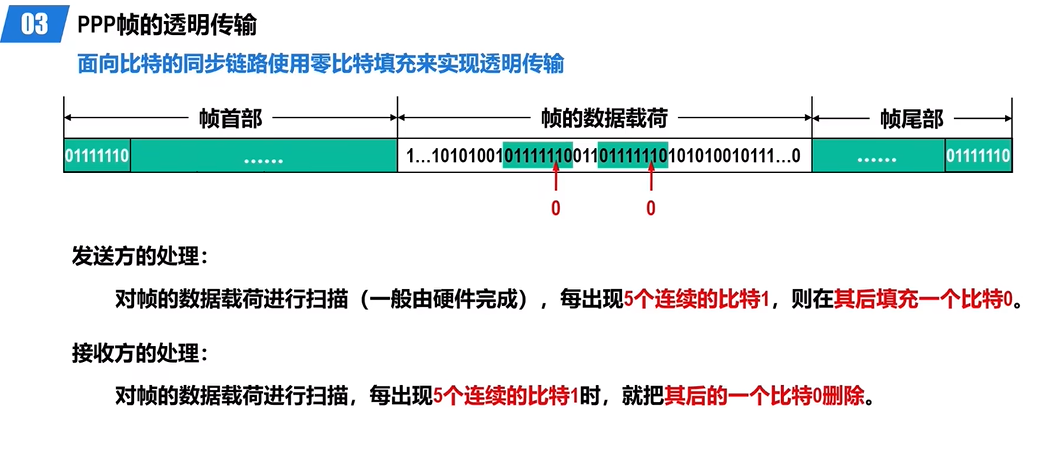 03 PPP帧的透明传输
面向比特的同步链路使用零比特填充来实现透明传输
帧首部 帧的数据载荷 帧尾部
01111110 …… 1…10101001011111100011011111101010100010111…0 …… 01111110
0 0
发送方的处理：
对帧的数据载荷进行扫描（一般由硬件完成），每出现5个连续的比特1，则在其后填充一个比特0。
接收方的处理：
对帧的数据载荷进行扫描，每出现5个连续的比特1时，就把其后的一个比特0删除。